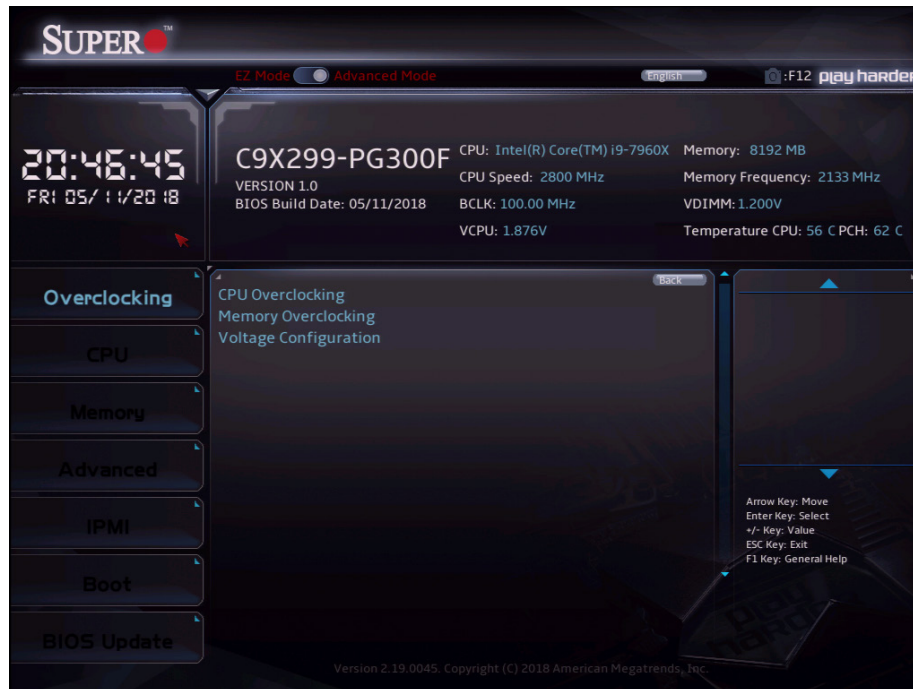 SUPER TM
EZ Mode Advanced Mode English :F12 play harder
20:46:45
FRI 05/11/2018
C9X299-PG300F
VERSION 1.0
BIOS Build Date: 05/11/2018
CPU: Intel(R) Core(TM) i9-7960X
CPU Speed: 2800 MHz
BCLK: 100.00 MHz
VCPU: 1.876V
Memory: 8192 MB
Memory Frequency: 2133 MHz
VDIMM: 1.200V
Temperature CPU: 56 C PCH: 62 C
Overclocking
CPU
Memory
Advanced
IPMI
Boot
BIOS Update
Back
CPU Overclocking
Memory Overclocking
Voltage Configuration
Arrow Key: Move
Enter Key: Select
+/- Key: Value
ESC Key: Exit
F1 Key: General Help
play
harder
Version 2.19.0045. Copyright (C) 2018 American Megatrends, Inc.